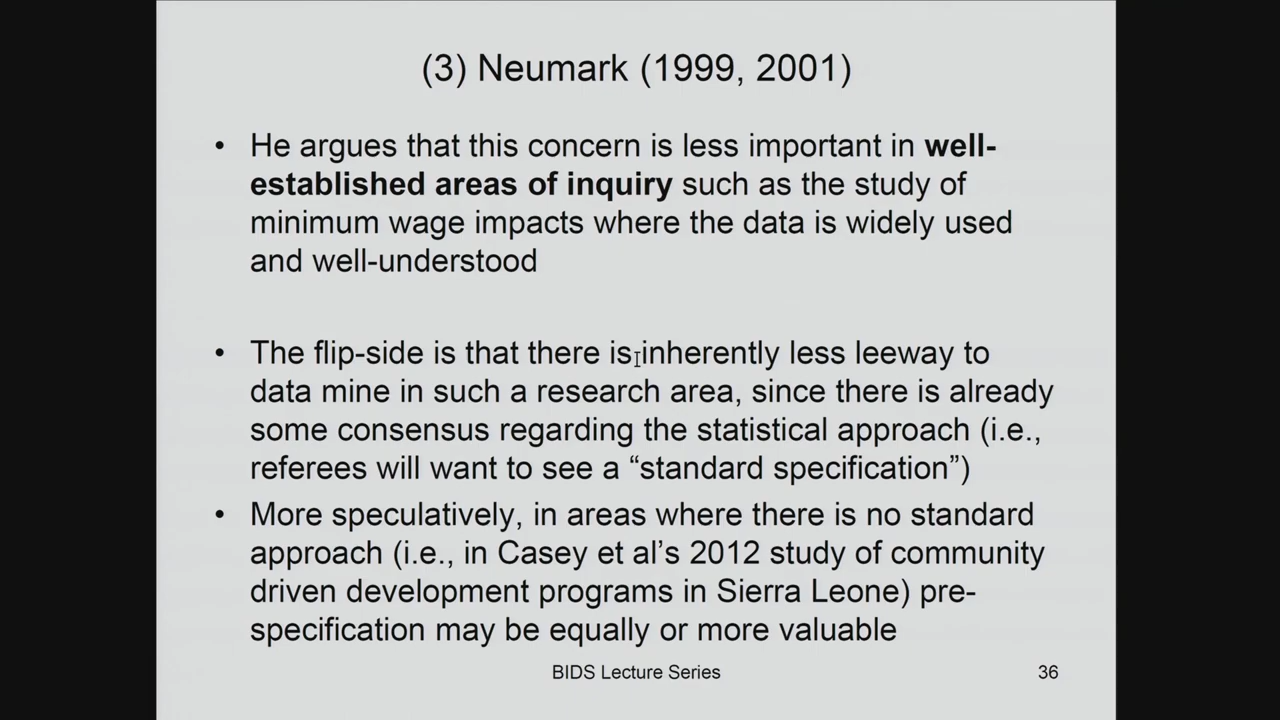 (3) Neumark (1999, 2001)
• He argues that this concern is less important in well-
established areas of inquiry such as the study of
minimum wage impacts where the data is widely used
and well-understood
• The flip-side is that there is inherently less leeway to
data mine in such a research area, since there is already
some consensus regarding the statistical approach (i.e.,
referees will want to see a “standard specification”)
• More speculatively, in areas where there is no standard
approach (i.e., in Casey et al’s 2012 study of community
driven development programs in Sierra Leone) pre-
specification may be equally or more valuable
BIDS Lecture Series
36